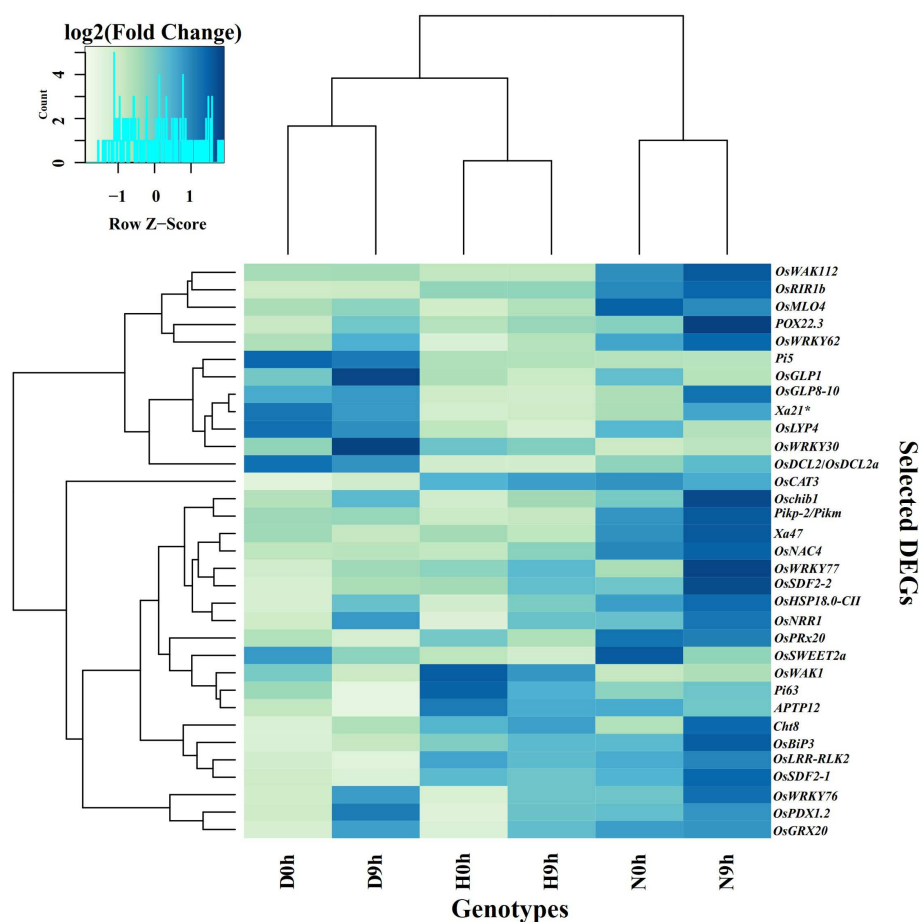 log2(Fold Change)
Count
0 2 4
−1 0 1
Row Z−Score
OsWAK112
OsRIR1b
OsMLO4
POX22.3
OsWRKY62
Pi5
OsGLP1
OsGLP8-10
Xa21*
OsLYP4
OsWRKY30
OsDCL2/OsDCL2a
OsCAT3
Oschib1
Pikp-2/Pikm
Xa47
OsNAC4
OsWRKY77
OsSDF2-2
OsHSP18.0-CII
OsNRR1
OsPRx20
OsSWEET2a
OsWAK1
Pi63
APTP12
Cht8
OsBiP3
OsLRR-RLK2
OsSDF2-1
OsWRKY76
OsPDX1.2
OsGRX20
Selected DEGs
D0h D9h H0h H9h N0h N9h
Genotypes